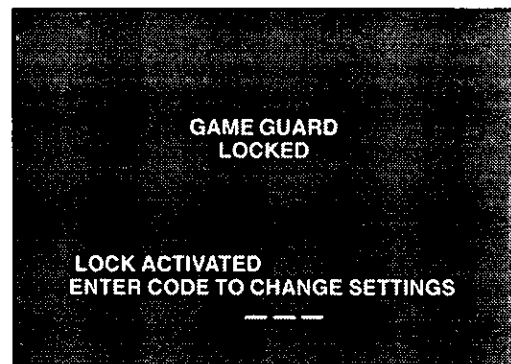 GAME GUARD
LOCKED
LOCK ACTIVATED
ENTER CODE TO CHANGE SETTINGS